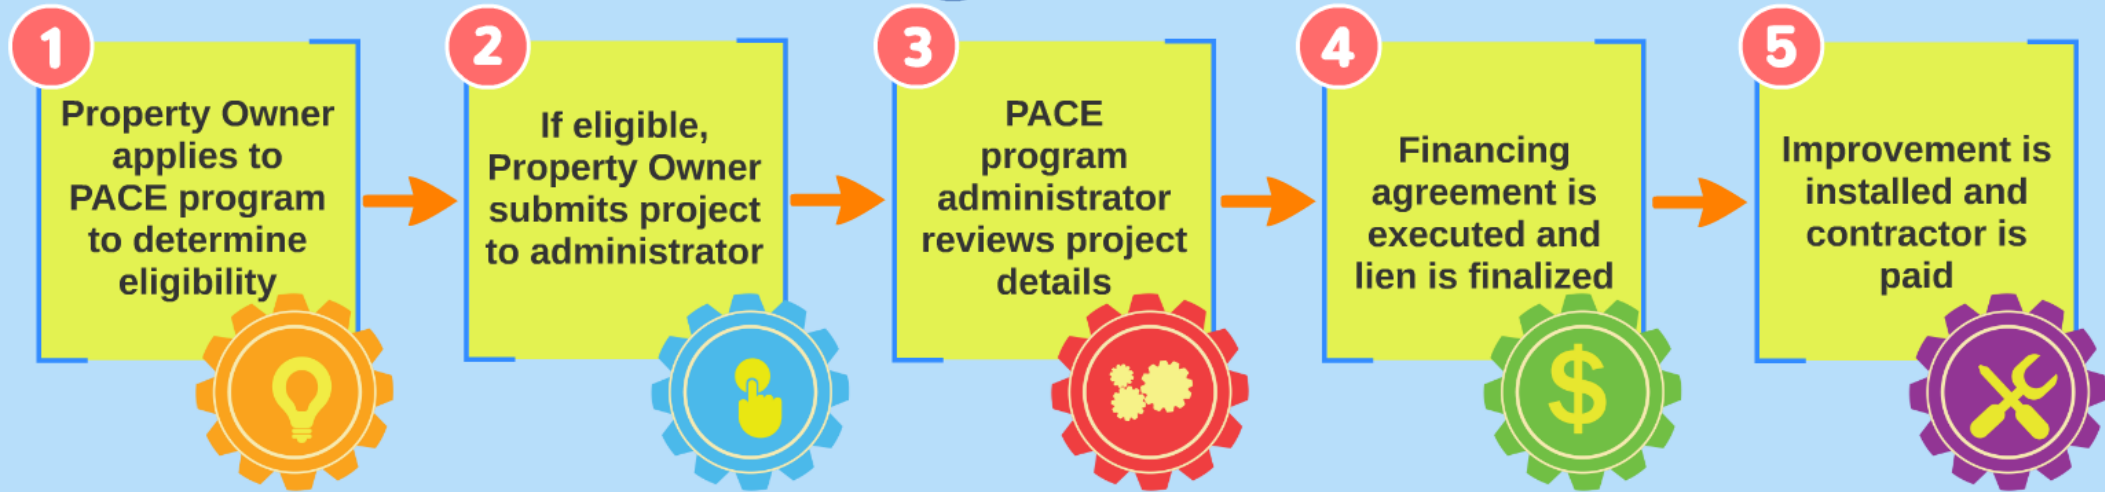 1
Property Owner
applies to
PACE program
to determine
eligibility
2
If eligible,
Property Owner
submits project
to administrator
3
PACE
program
administrator
reviews project
details
4
Financing
agreement is
executed and
lien is finalized
$
5
Improvement is
installed and
contractor is
paid